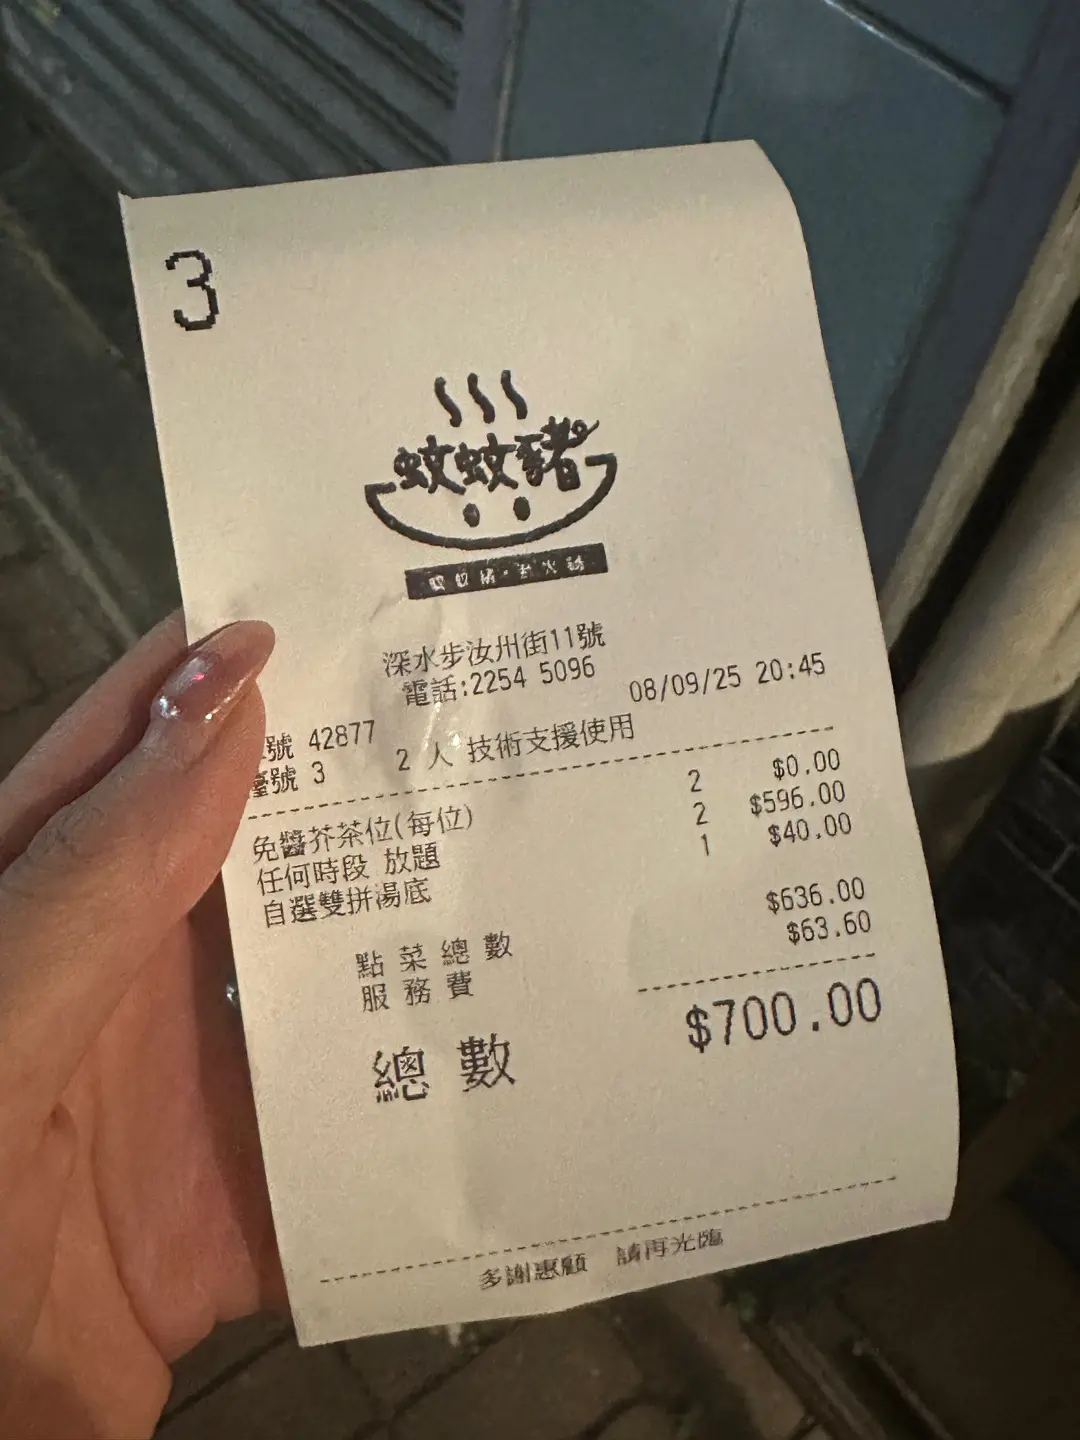 3
蚊蚊豬
深水步汝州街11號
電話:2254 5096
08/09/25 20:45
號 42877
檯號 3 2 人 技術支援使用
免醬芥茶位(每位) 2 $0.00
任何時段 放題 2 $596.00
自選雙拼湯底 1 $40.00
點菜總數 $636.00
服務費 $63.60
總數 $700.00
多謝惠顧 請再光臨